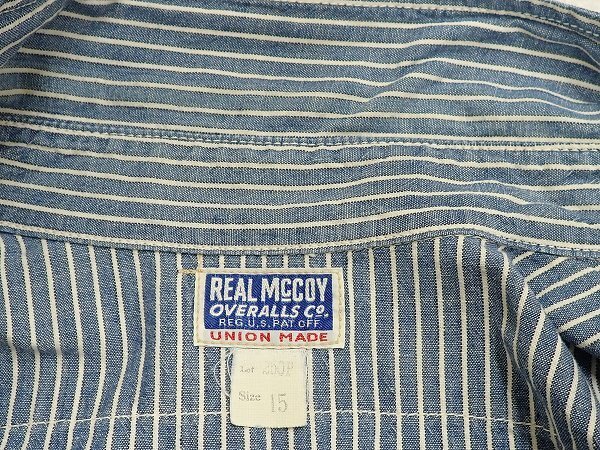 REAL McCOY
OVERALLS CO.
REG. U.S. PAT. OFF.
UNION MADE
Lot
Size 15